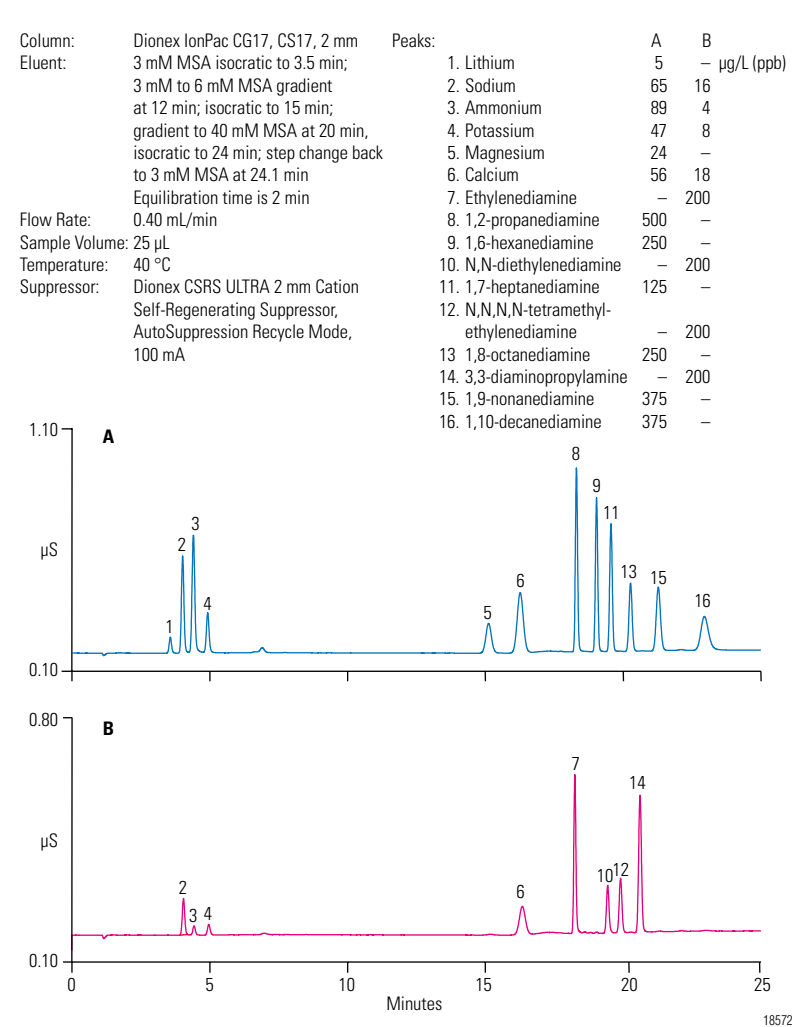 Column: Dionex IonPac CG17, CS17, 2 mm
Eluent: 3 mM MSA isocratic to 3.5 min;
3 mM to 6 mM MSA gradient
at 12 min; isocratic to 15 min;
gradient to 40 mM MSA at 20 min,
isocratic to 24 min; step change back
to 3 mM MSA at 24.1 min
Equilibration time is 2 min
Flow Rate: 0.40 mL/min
Sample Volume: 25 µL
Temperature: 40 °C
Suppressor: Dionex CSRS ULTRA 2 mm Cation
Self-Regenerating Suppressor,
AutoSuppression Recycle Mode,
100 mA
Peaks: A B
1. Lithium 5 – µg/L (ppb)
2. Sodium 65 16
3. Ammonium 89 4
4. Potassium 47 8
5. Magnesium 24 –
6. Calcium 56 18
7. Ethylenediamine – 200
8. 1,2-propanediamine 500 –
9. 1,6-hexanediamine 250 –
10. N,N-diethylenediamine – 200
11. 1,7-heptanediamine 125 –
12. N,N,N,N-tetramethyl-
ethylenediamine – 200
13 1,8-octanediamine 250 –
14. 3,3-diaminopropylamine – 200
15. 1,9-nonanediamine 375 –
16. 1,10-decanediamine 375 –
1.10
A
µS
0.10
1
2
3
4
5
6
8
9
11
13
15
16
0.80
B
µS
0.10
2
3
4
6
7
10
12
14
0 5 10 15 20 25
Minutes
18572